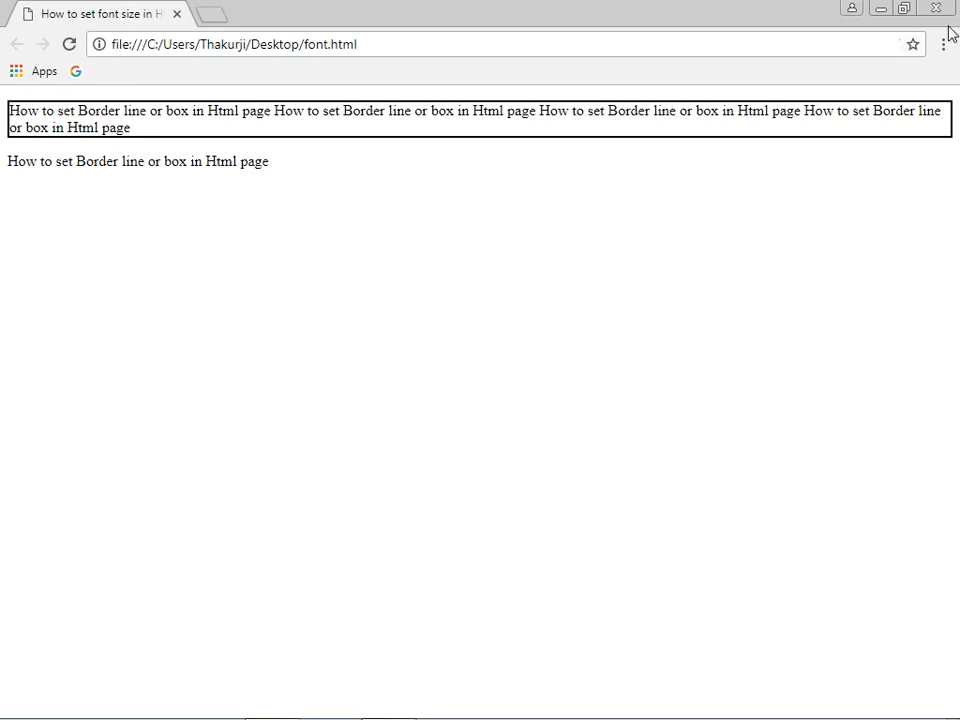 How to set font size in H
file:///C:/Users/Thakurji/Desktop/font.html
Apps
How to set Border line or box in Html page How to set Border line or box in Html page How to set Border line or box in Html page How to set Border line
or box in Html page
How to set Border line or box in Html page